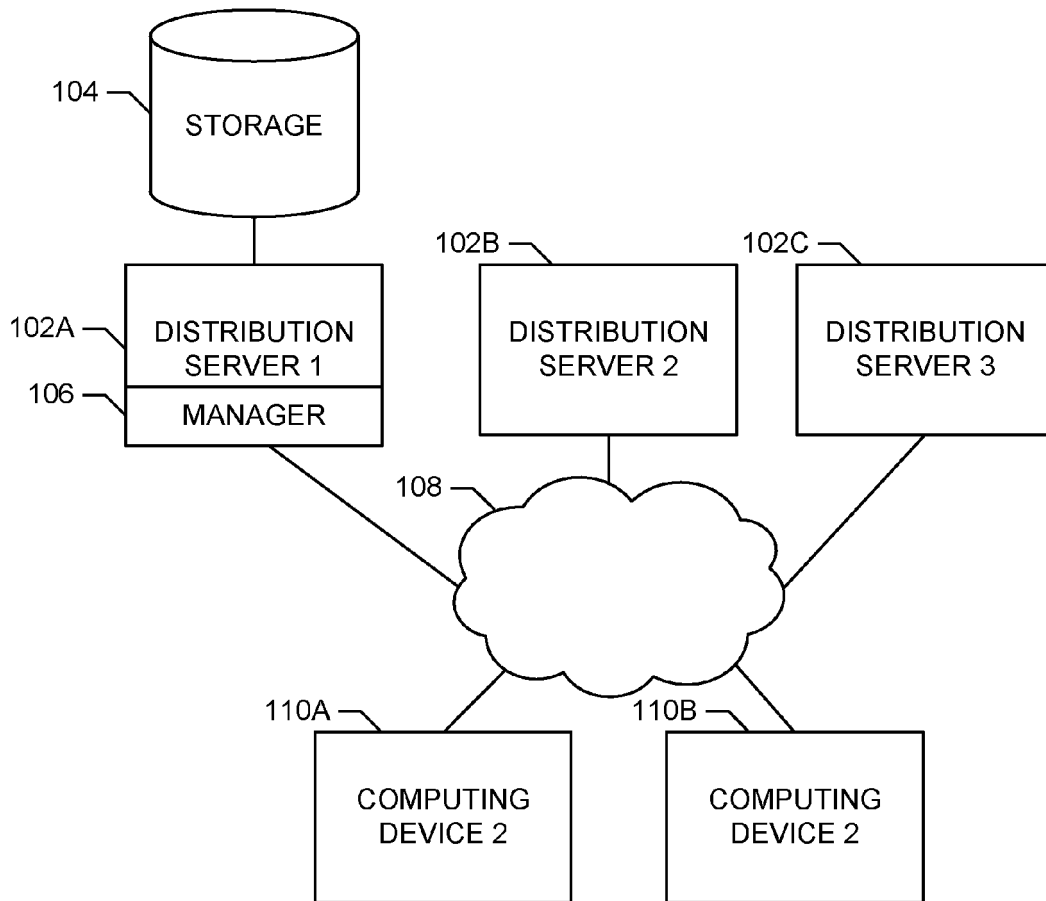 104
STORAGE
102B
102C
102A
DISTRIBUTION
SERVER 1
DISTRIBUTION
SERVER 2
DISTRIBUTION
SERVER 3
106
MANAGER
108
110A
110B
COMPUTING
DEVICE 2
COMPUTING
DEVICE 2